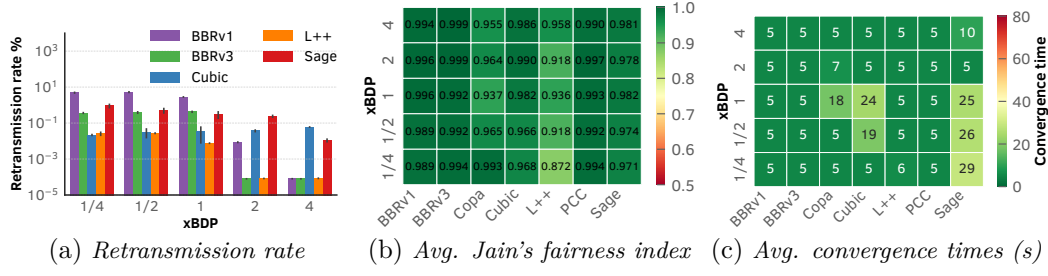 Retransmission rate %
10³
10¹
10⁻¹
10⁻³
10⁻⁵
BBRv1
BBRv3
Cubic
L++
Sage
1/4 1/2 1 2 4
xBDP
(a) Retransmission rate
xBDP
4 0.994 0.999 0.955 0.986 0.958 0.990 0.981
2 0.996 0.996 0.964 0.990 0.918 0.997 0.978
1 0.996 0.996 0.937 0.982 0.936 0.993 0.982
1/2 0.989 0.992 0.965 0.966 0.918 0.992 0.974
1/4 0.989 0.994 0.993 0.968 0.872 0.994 0.971
BBRv1 BBRv3 Copa Cubic L++ PCC Sage
1.0
0.9
0.8
0.7
0.6
0.5
(b) Avg. Jain's fairness index
xBDP
4 5 5 5 5 5 5 10
2 5 5 7 5 5 5 5
1 5 5 18 24 5 5 25
1/2 5 5 5 19 5 5 26
1/4 5 5 5 5 6 5 29
BBRv1 BBRv3 Copa Cubic L++ PCC Sage
80
60
40
20
0
Convergence time
(c) Avg. convergence times (s)